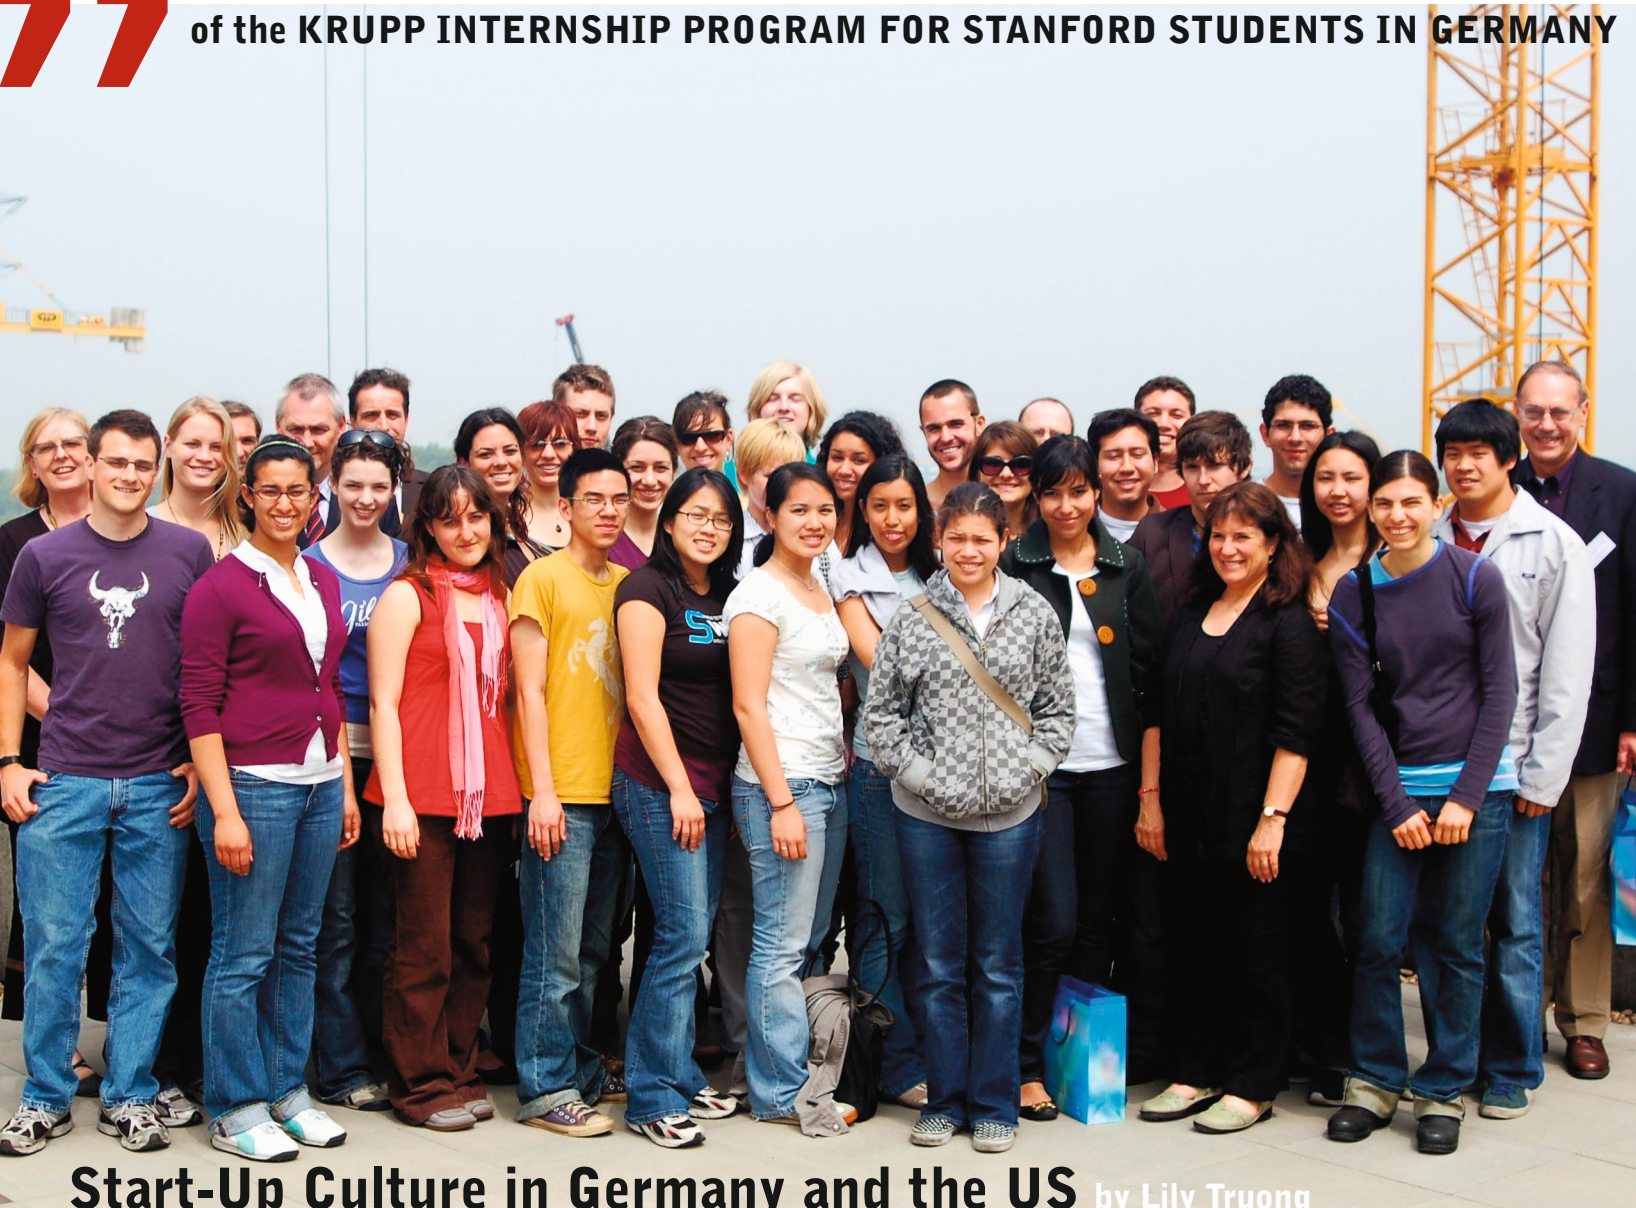 of the KRUPP INTERNSHIP PROGRAM FOR STANFORD STUDENTS IN GERMANY
Start-Up Culture in Germany and the US by Lily Truong